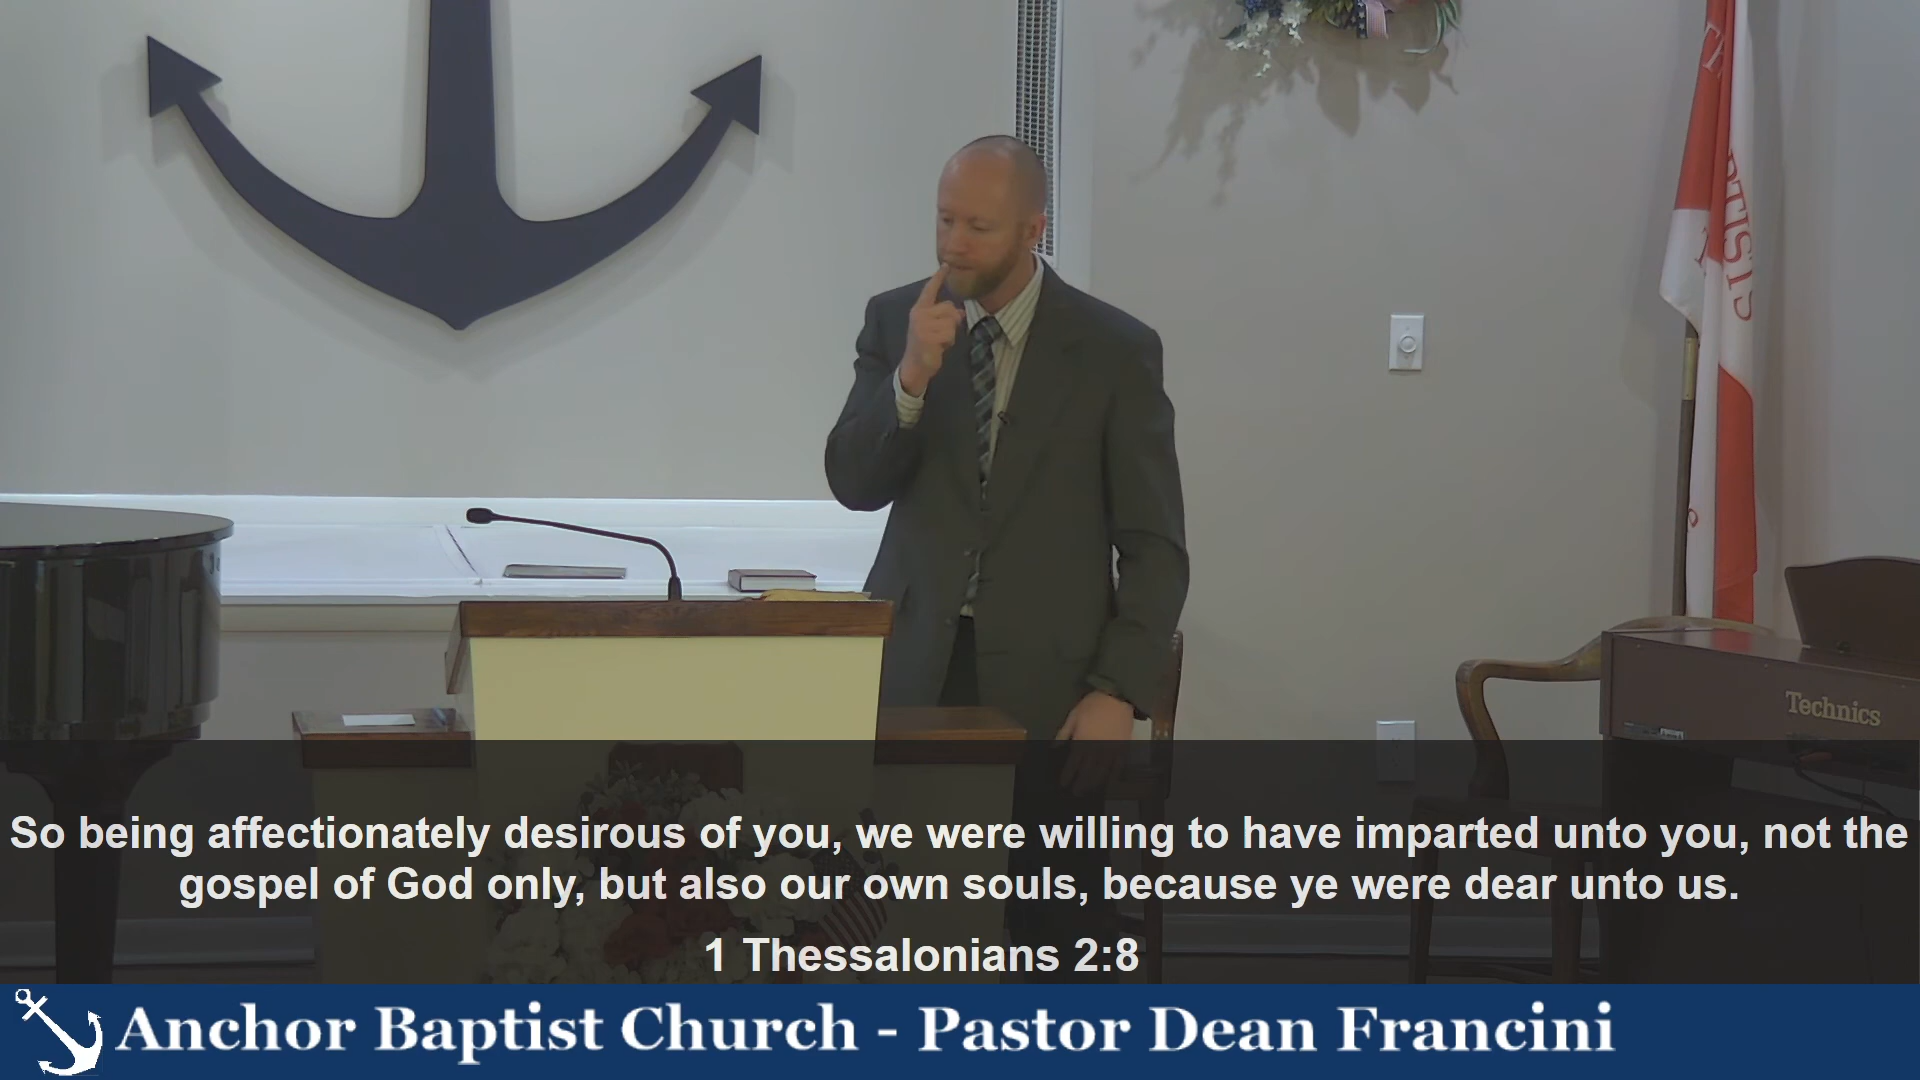 Technics
So being affectionately desirous of you, we were willing to have imparted unto you, not the
gospel of God only, but also our own souls, because ye were dear unto us.
1 Thessalonians 2:8
Anchor Baptist Church - Pastor Dean Francini